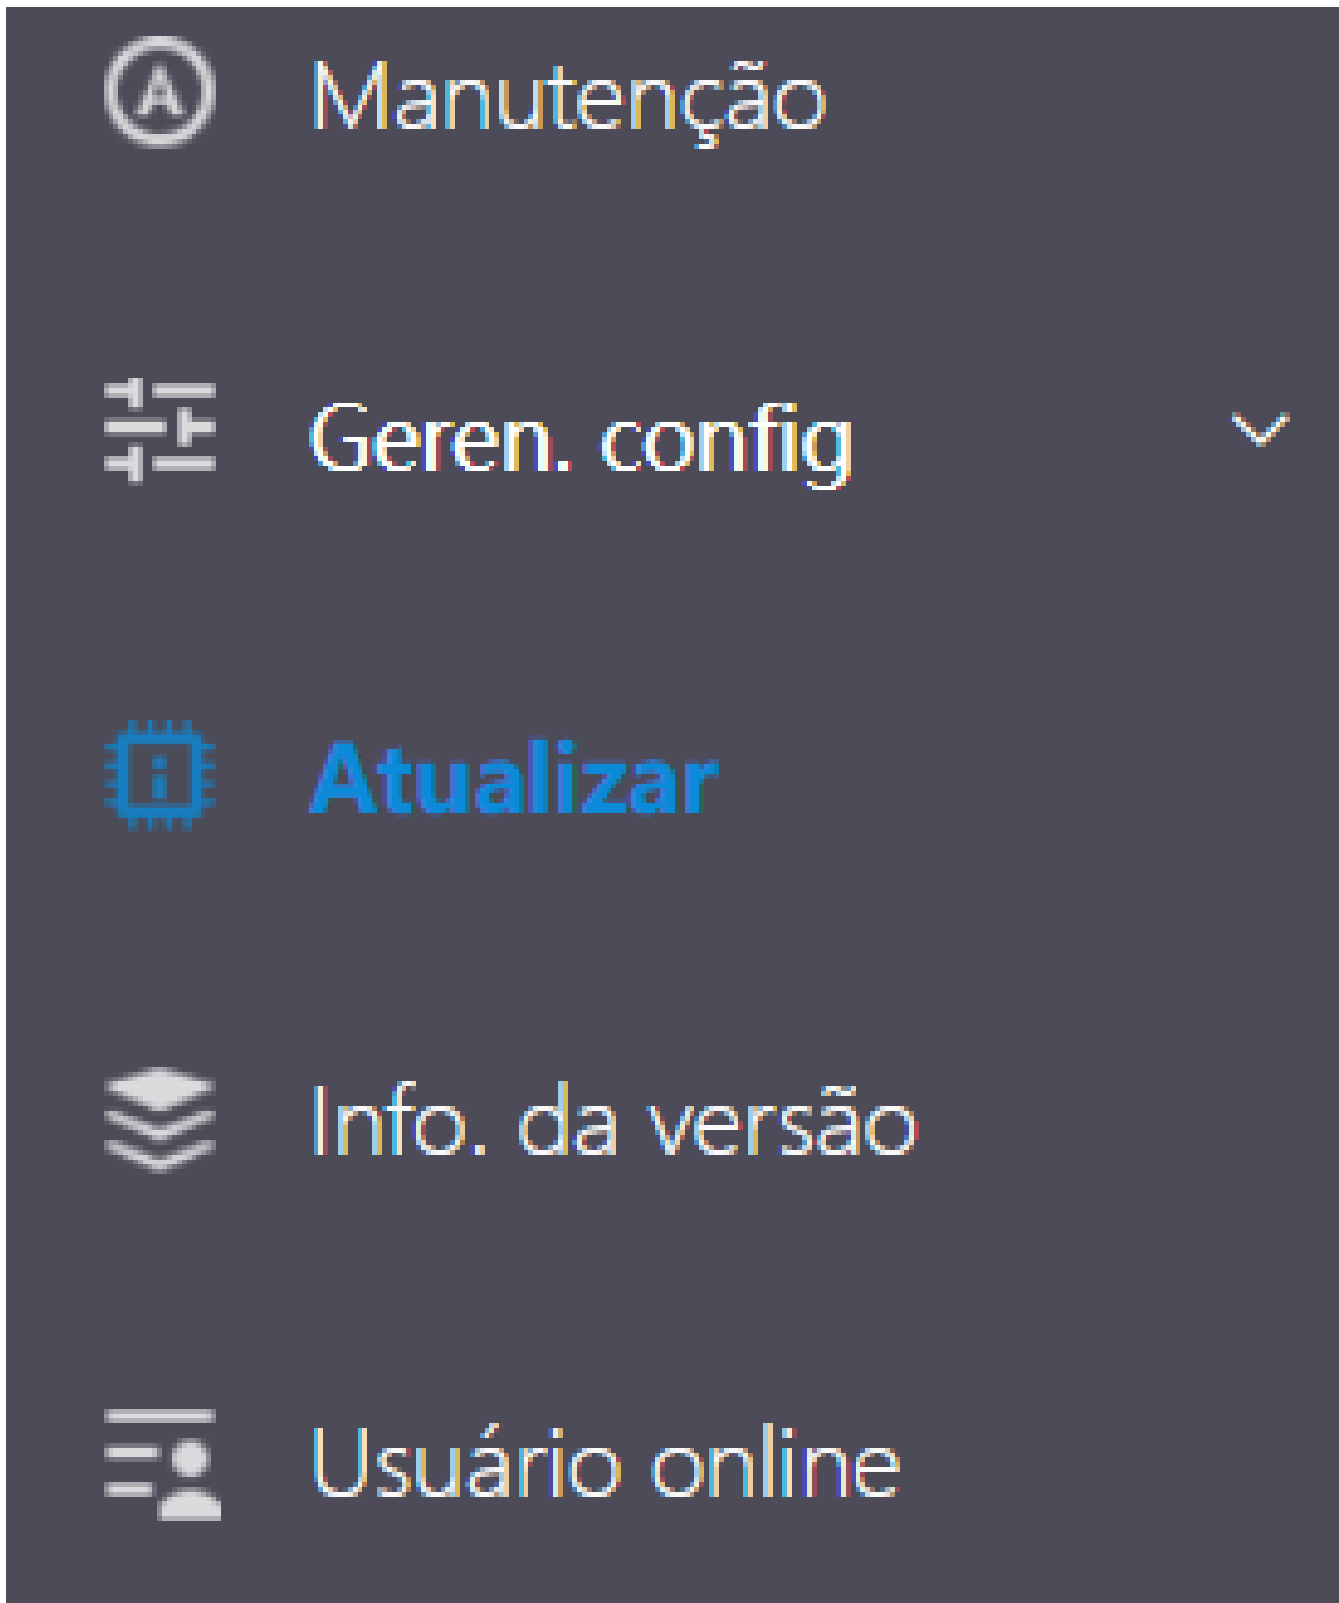 Manutenção
Geren. config
Atualizar
Info. da versão
Usuário online